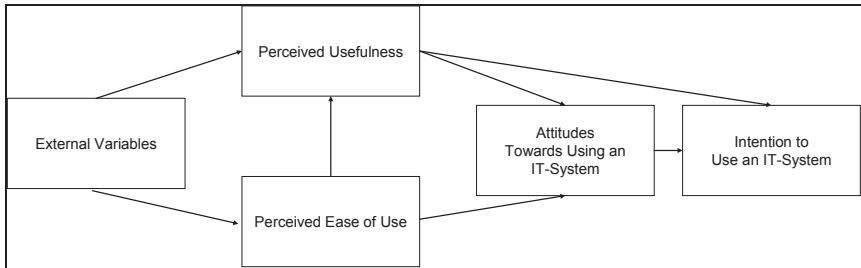 Perceived Usefulness
External Variables
Attitudes
Towards Using an
IT-System
Intention to
Use an IT-System
Perceived Ease of Use